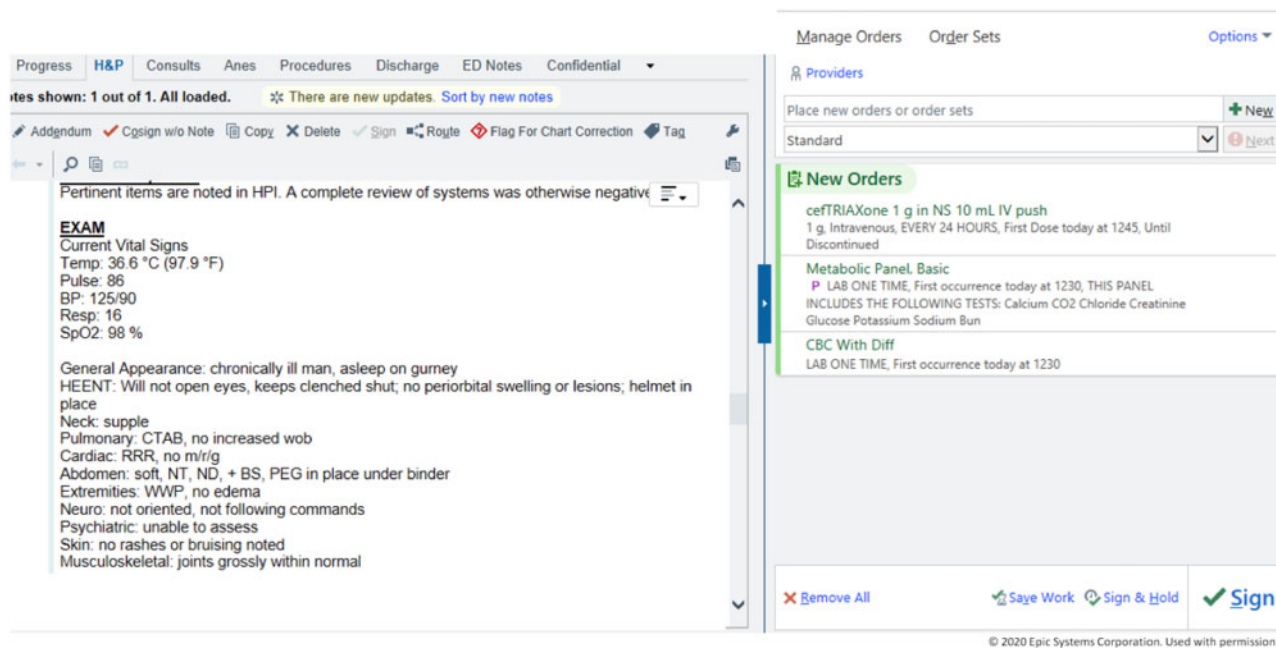 Progress H&P Consults Anes Procedures Discharge ED Notes Confidential
tes shown: 1 out of 1. All loaded. There are new updates. Sort by new notes
Addendum Cosign w/o Note Copy Delete Sign Route Flag For Chart Correction Tag
Pertinent items are noted in HPI. A complete review of systems was otherwise negative
EXAM
Current Vital Signs
Temp: 36.6 °C (97.9 °F)
Pulse: 86
BP: 125/90
Resp: 16
SpO2: 98 %
General Appearance: chronically ill man, asleep on gurney
HEENT: Will not open eyes, keeps clenched shut; no periorbital swelling or lesions; helmet in
place
Neck: supple
Pulmonary: CTAB, no increased wob
Cardiac: RRR, no m/r/g
Abdomen: soft, NT, ND, + BS, PEG in place under binder
Extremities: WWP, no edema
Neuro: not oriented, not following commands
Psychiatric: unable to assess
Skin: no rashes or bruising noted
Musculoskeletal: joints grossly within normal
Manage Orders Order Sets Options
Providers
Place new orders or order sets New
Standard Next
New Orders
cefTRIAXone 1 g in NS 10 mL IV push
1 g, Intravenous, EVERY 24 HOURS, First Dose today at 1245, Until
Discontinued
Metabolic Panel, Basic
P LAB ONE TIME, First occurrence today at 1230, THIS PANEL
INCLUDES THE FOLLOWING TESTS: Calcium CO2 Chloride Creatinine
Glucose Potassium Sodium Bun
CBC With Diff
LAB ONE TIME, First occurrence today at 1230
Remove All Save Work Sign & Hold Sign
© 2020 Epic Systems Corporation. Used with permission